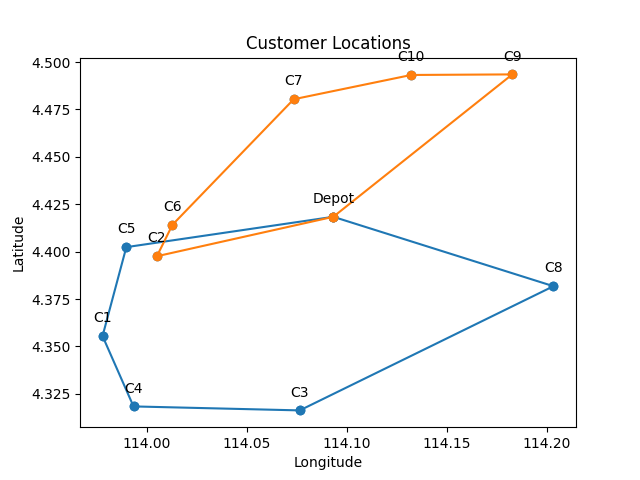 Customer Locations
C10
C9
4.500
C7
4.475
4.450
Latitude
4.425
C6
Depot
C5
C2
4.400
C8
4.375
C1
4.350
4.325
C4
C3
114.00
114.05
114.10
114.15
114.20
Longitude